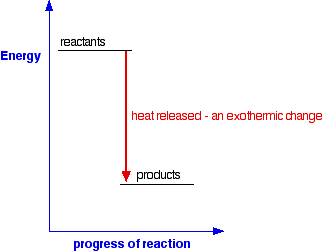 reactants
Energy
heat released - an exothermic change
products
progress of reaction